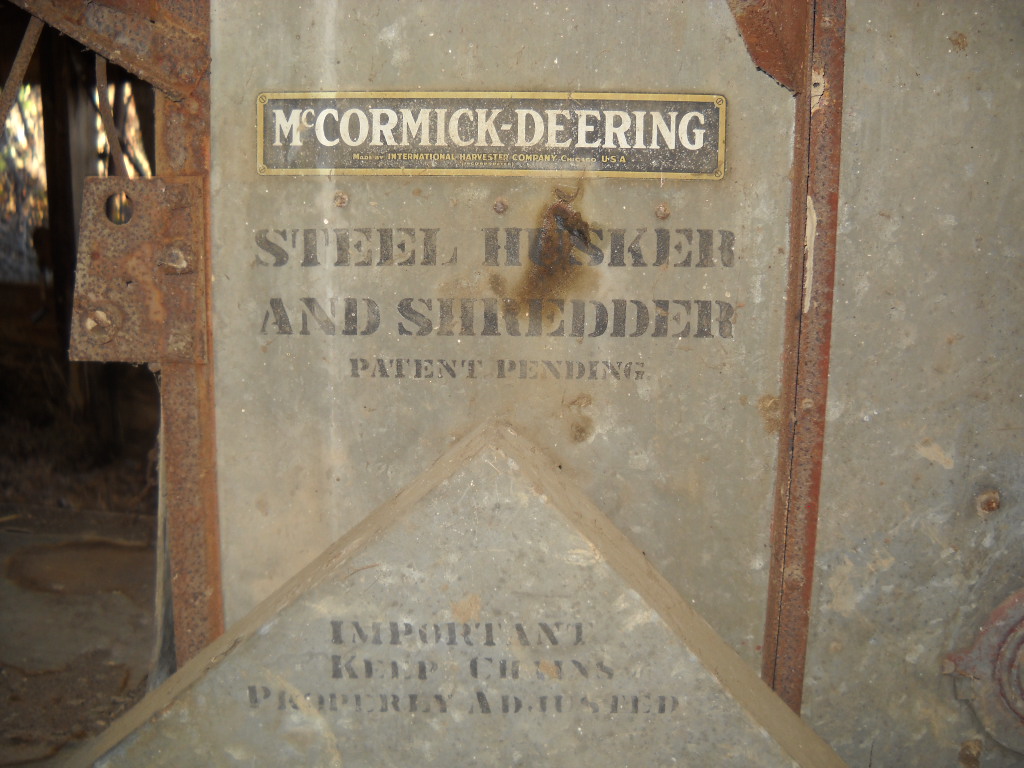 McCORMICK-DEERING
MADE BY INTERNATIONAL HARVESTER COMPANY CHICAGO U.S.A
INCORPORATED
STEEL HUSKER
AND SHREDDER
PATENT PENDING
IMPORTANT
KEEP CHAINS
PROPERLY ADJUSTED